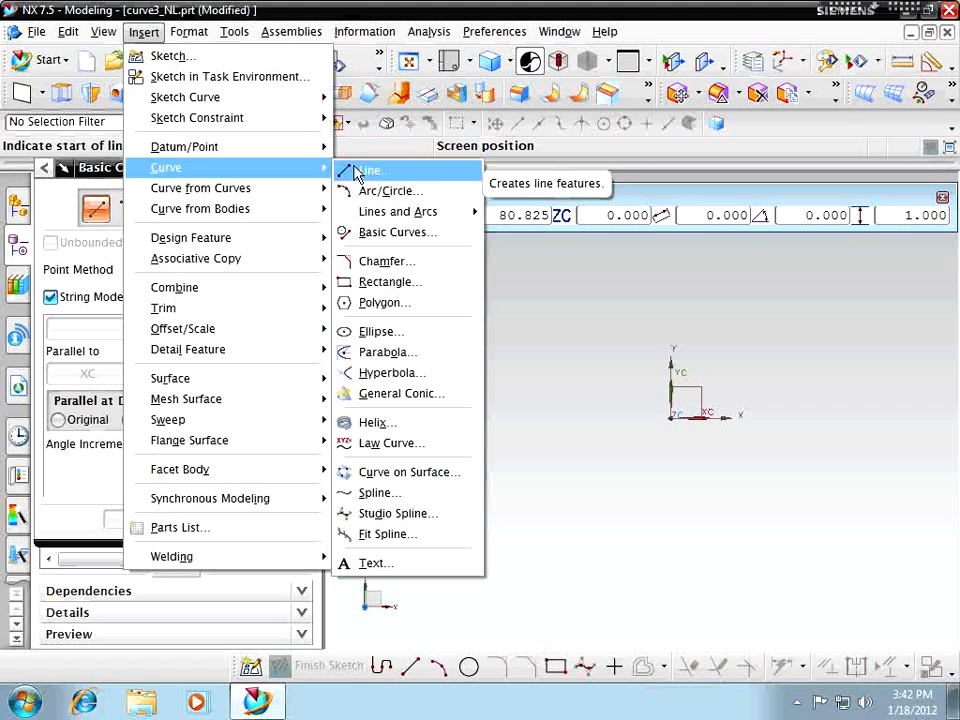 NX 7.5 - Modeling - [curve3_NL.prt (Modified) ]
SIEMENS
File Edit View Insert Format Tools Assemblies Information Analysis Preferences Window Help
Start
No Selection Filter
Indicate start of lin
Screen position
Basic C
80.825 ZC 0.000 0.000 0.000 1.000
Unbounded
Point Method
String Mode
Parallel to
XC
Parallel at D
Original
Angle Increme
Dependencies
Details
Preview
Sketch...
Sketch in Task Environment...
Sketch Curve
Sketch Constraint
Datum/Point
Curve
Curve from Curves
Curve from Bodies
Design Feature
Associative Copy
Combine
Trim
Offset/Scale
Detail Feature
Surface
Mesh Surface
Sweep
Flange Surface
Facet Body
Synchronous Modeling
Parts List...
Welding
Line...
Arc/Circle...
Lines and Arcs
Basic Curves...
Chamfer...
Rectangle...
Polygon...
Ellipse...
Parabola...
Hyperbola...
General Conic...
Helix...
Law Curve...
Curve on Surface...
Spline...
Studio Spline...
Fit Spline...
A Text...
Creates line features.
Y
YC
ZC XC X
X
Finish Sketch
3:42 PM
1/18/2012